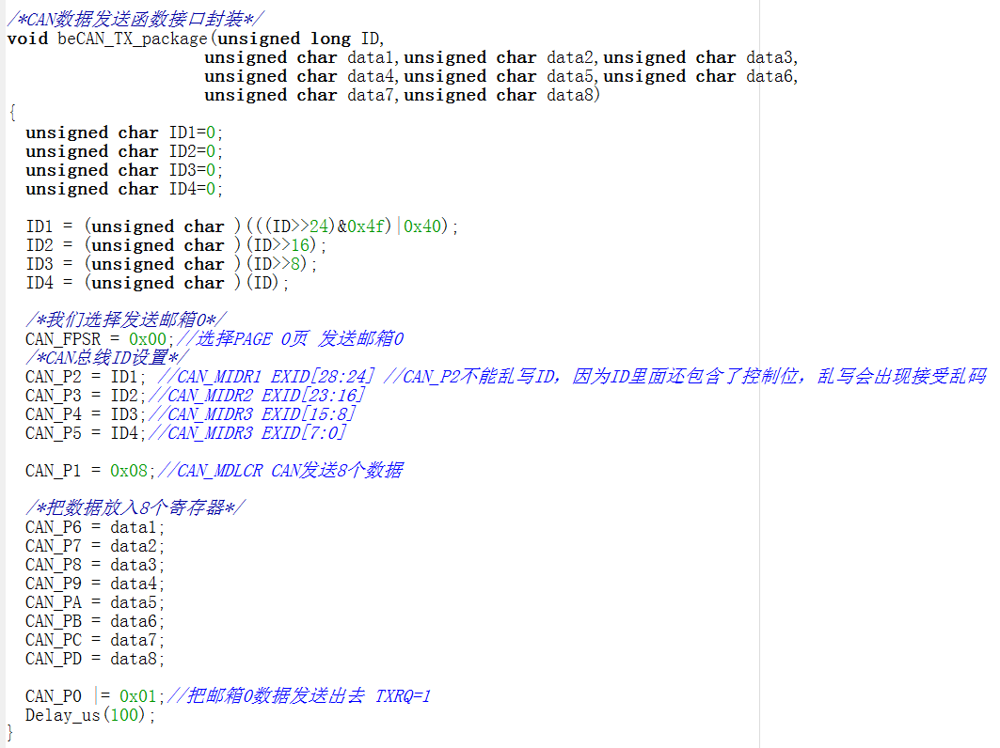 /*CAN数据发送函数接口封装*/
void beCAN_TX_package(unsigned long ID,
unsigned char data1,unsigned char data2,unsigned char data3,
unsigned char data4,unsigned char data5,unsigned char data6,
unsigned char data7,unsigned char data8)
{
unsigned char ID1=0;
unsigned char ID2=0;
unsigned char ID3=0;
unsigned char ID4=0;
ID1 = (unsigned char )(((ID>>24)&0x4f)|0x40);
ID2 = (unsigned char )(ID>>16);
ID3 = (unsigned char )(ID>>8);
ID4 = (unsigned char )(ID);
/*我们选择发送邮箱0*/
CAN_FPSR = 0x00;//选择PAGE 0页 发送邮箱0
/*CAN总线ID设置*/
CAN_P2 = ID1; //CAN_MIDR1 EXID[28:24] //CAN_P2不能乱写ID，因为ID里面还包含了控制位，乱写会出现接受乱码
CAN_P3 = ID2;//CAN_MIDR2 EXID[23:16]
CAN_P4 = ID3;//CAN_MIDR3 EXID[15:8]
CAN_P5 = ID4;//CAN_MIDR3 EXID[7:0]
CAN_P1 = 0x08;//CAN_MDLCR CAN发送8个数据
/*把数据放入8个寄存器*/
CAN_P6 = data1;
CAN_P7 = data2;
CAN_P8 = data3;
CAN_P9 = data4;
CAN_PA = data5;
CAN_PB = data6;
CAN_PC = data7;
CAN_PD = data8;
CAN_P0 |= 0x01;//把邮箱0数据发送出去 TXRQ=1
Delay_us(100);
}